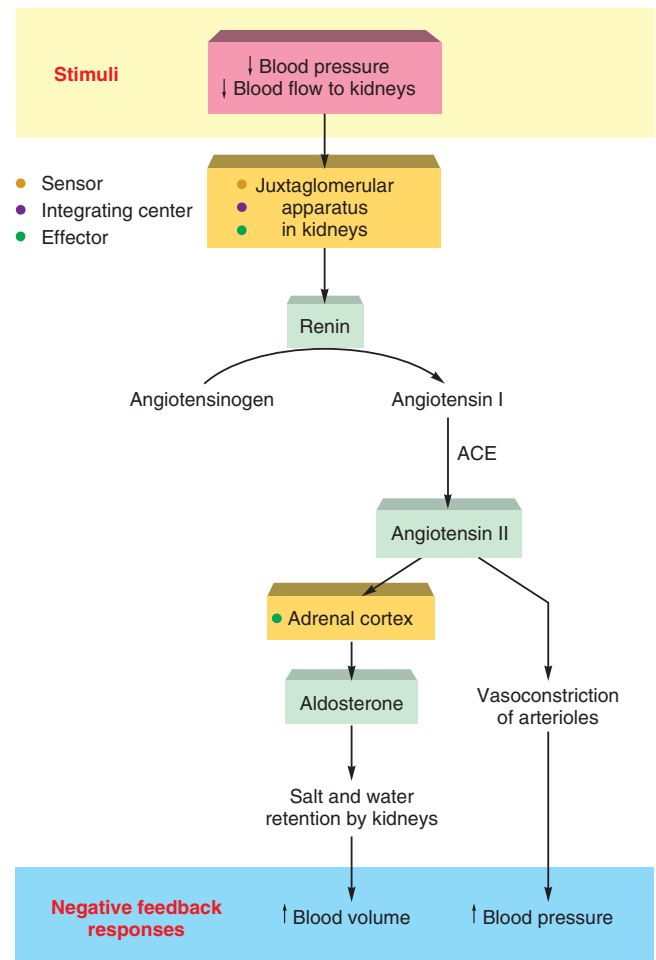 Stimuli
↓ Blood pressure
↓ Blood flow to kidneys
Sensor
Integrating center
Effector
Juxtaglomerular
apparatus
in kidneys
Renin
Angiotensinogen
Angiotensin I
ACE
Angiotensin II
Adrenal cortex
Aldosterone
Vasoconstriction
of arterioles
Salt and water
retention by kidneys
Negative feedback
responses
↑ Blood volume
↑ Blood pressure